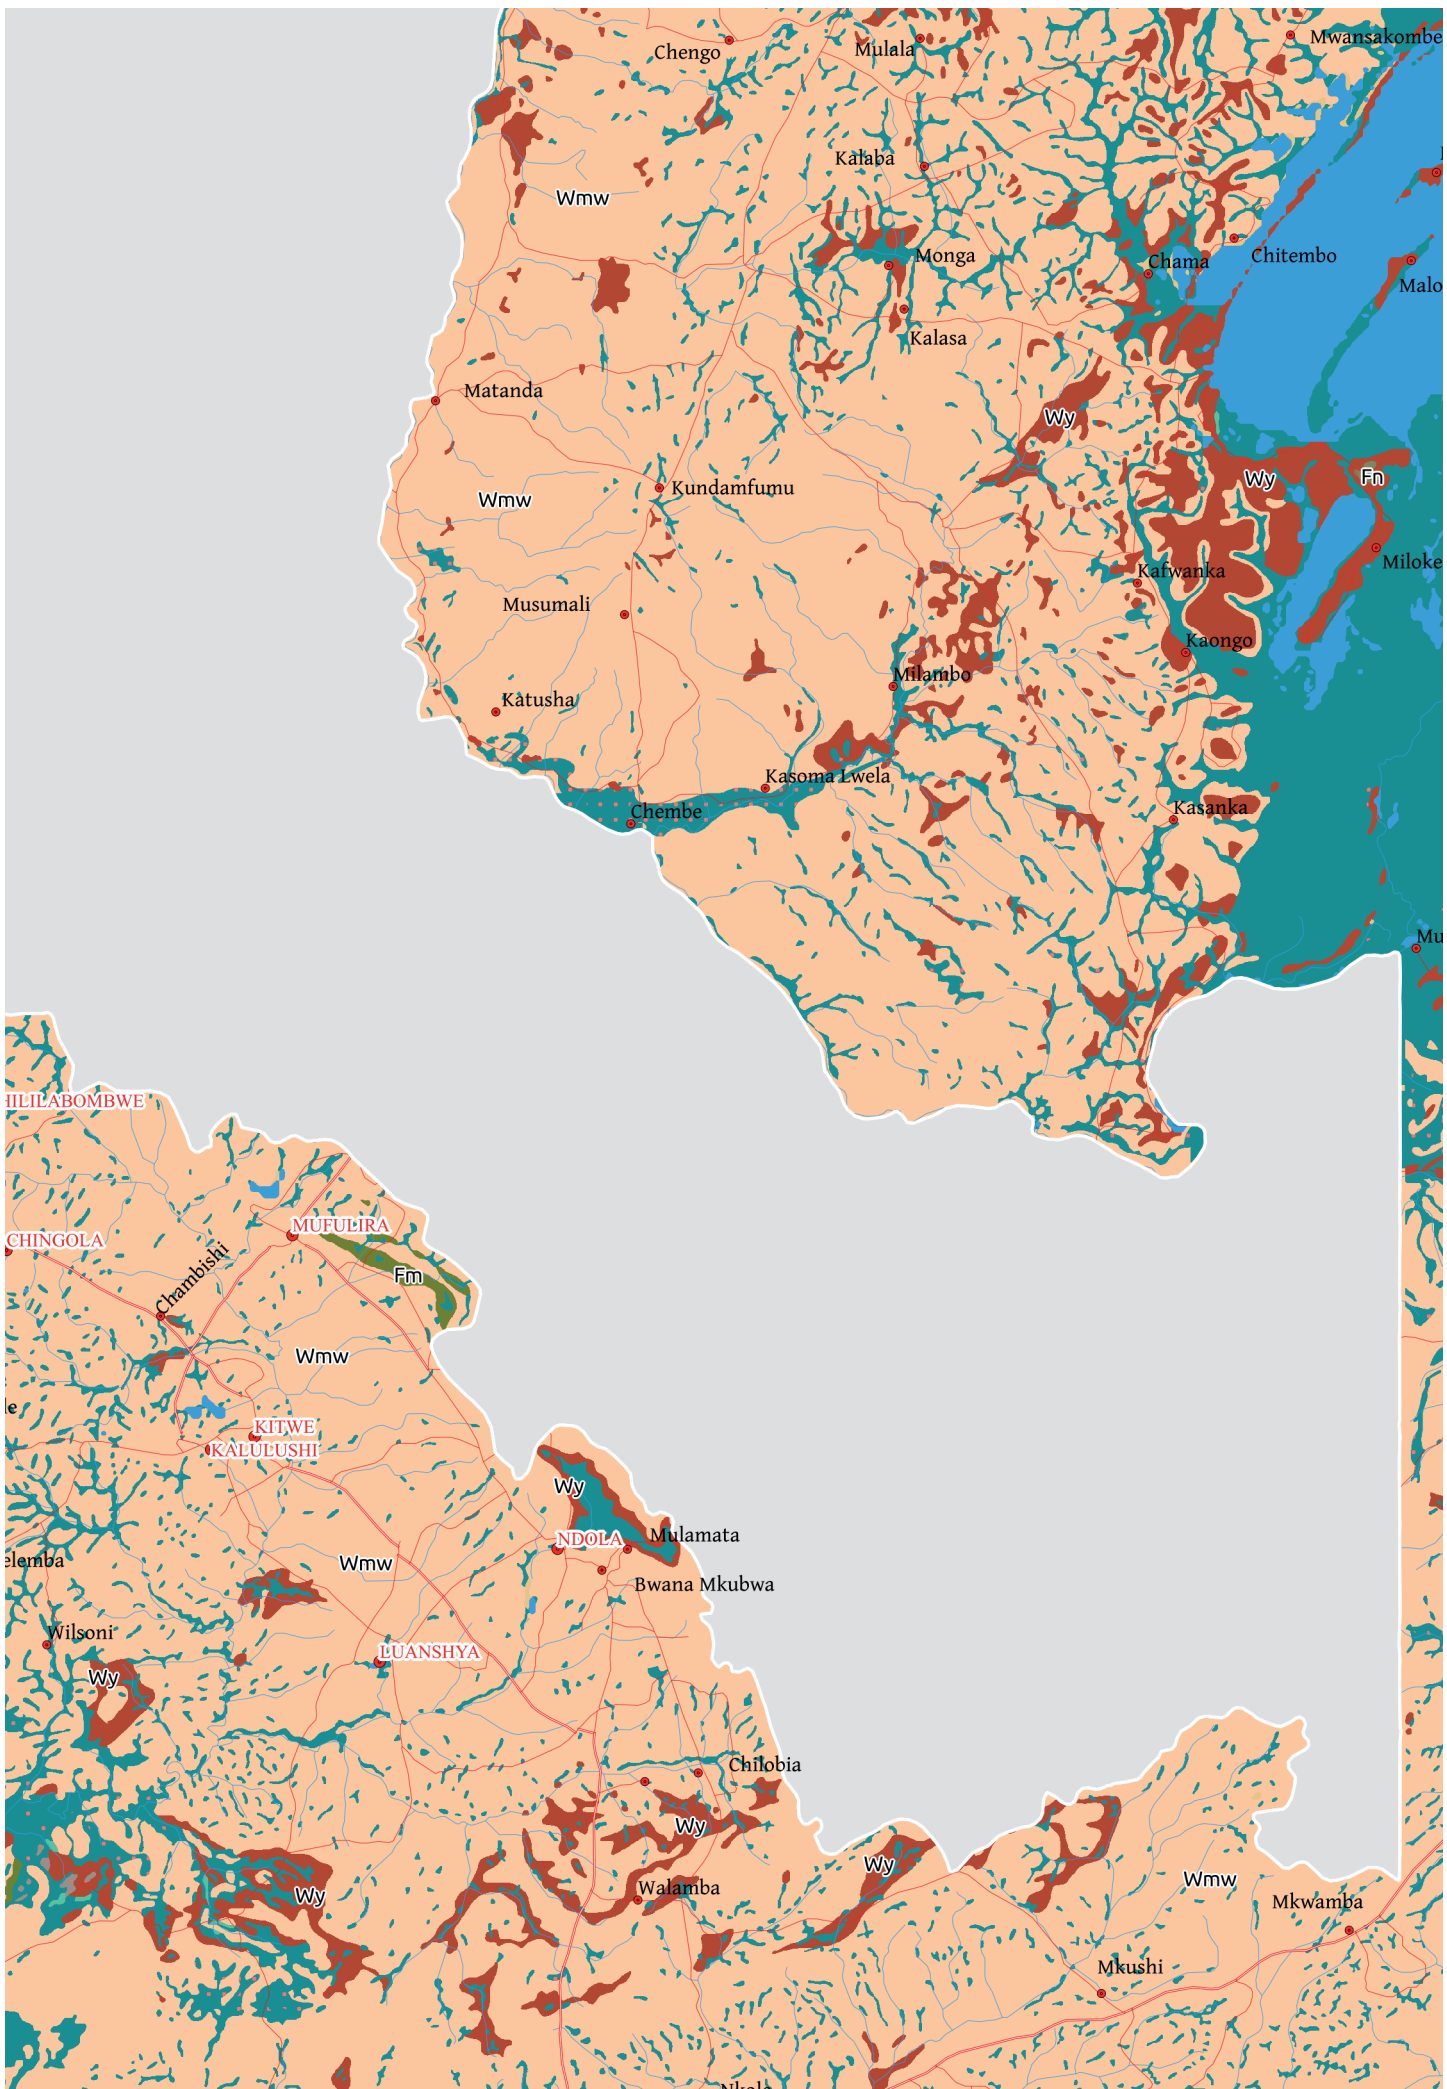 Chengo
Mulala
Mwansakombe
Kalaba
Wmw
Monga
Chama
Chitembo
Malo
Kalasa
Matanda
Wy
Kundamfumu
Wmw
Wy
Fn
Miloke
Kafwanka
Musumali
Kaongo
Milambo
Katusha
Kasoma Lwela
Chembe
Kasanka
Mu
HILILABOMBWE
MUFULIRA
CHINGOLA
Chambishi
Fm
Wmw
le
KITWE
KALULUSHI
Wy
NDOLA
Mulamata
elemba
Wmw
Bwana Mkubwa
Wilsoni
LUANSHYA
Wy
Chilobia
Wy
Wy
Wmw
Walamba
Wy
Mkwamba
Mkushi